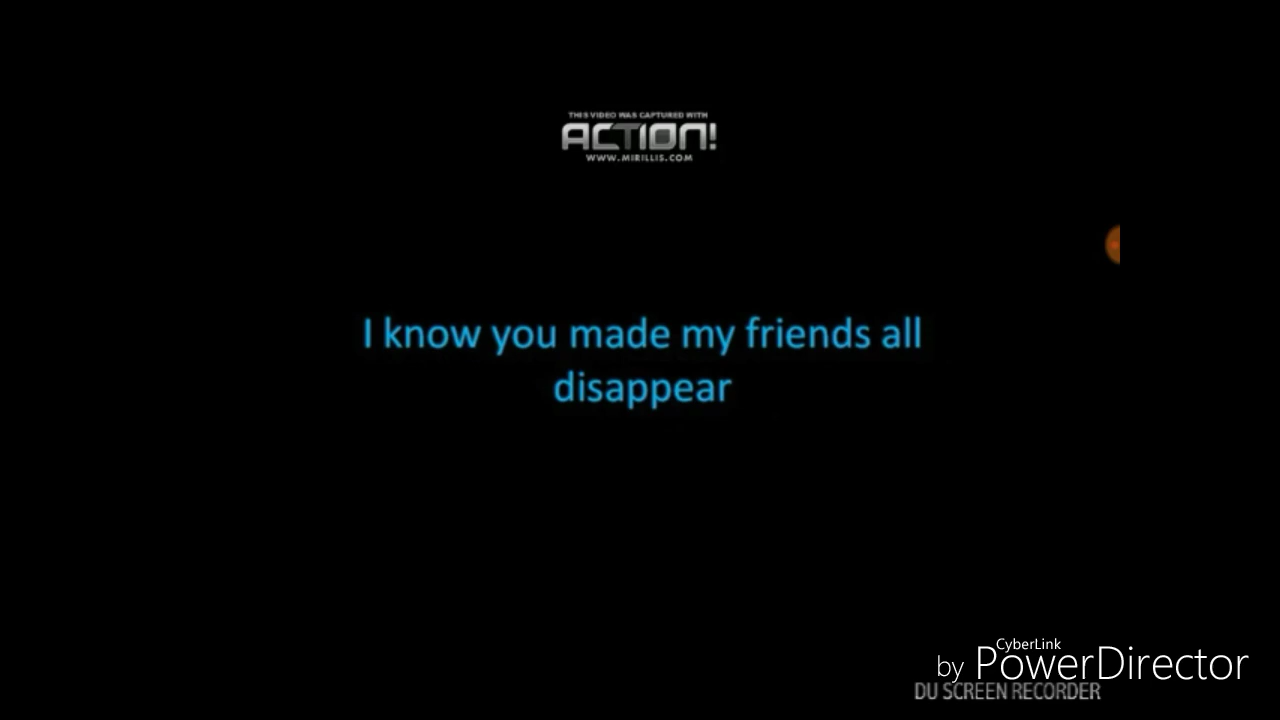 THIS VIDEO WAS CAPTURED WITH
ACTION!
WWW.MIRILLIS.COM
I know you made my friends all
disappear
CyberLink
by PowerDirector
DU SCREEN RECORDER